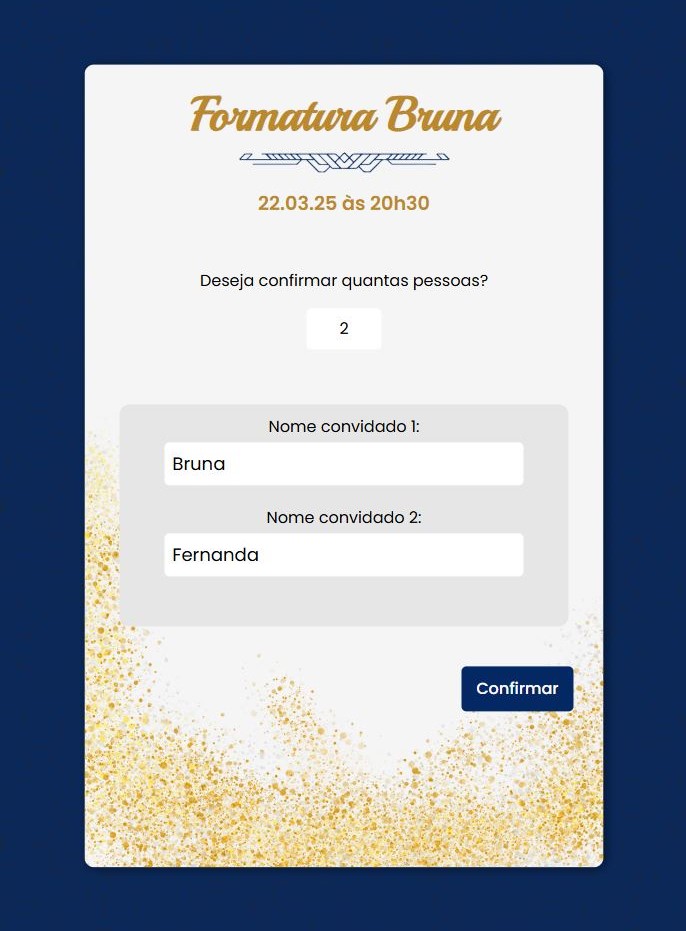 Formatura Bruna
22.03.25 às 20h30
Deseja confirmar quantas pessoas?
2
Nome convidado 1:
Bruna
Nome convidado 2:
Fernanda
Confirmar